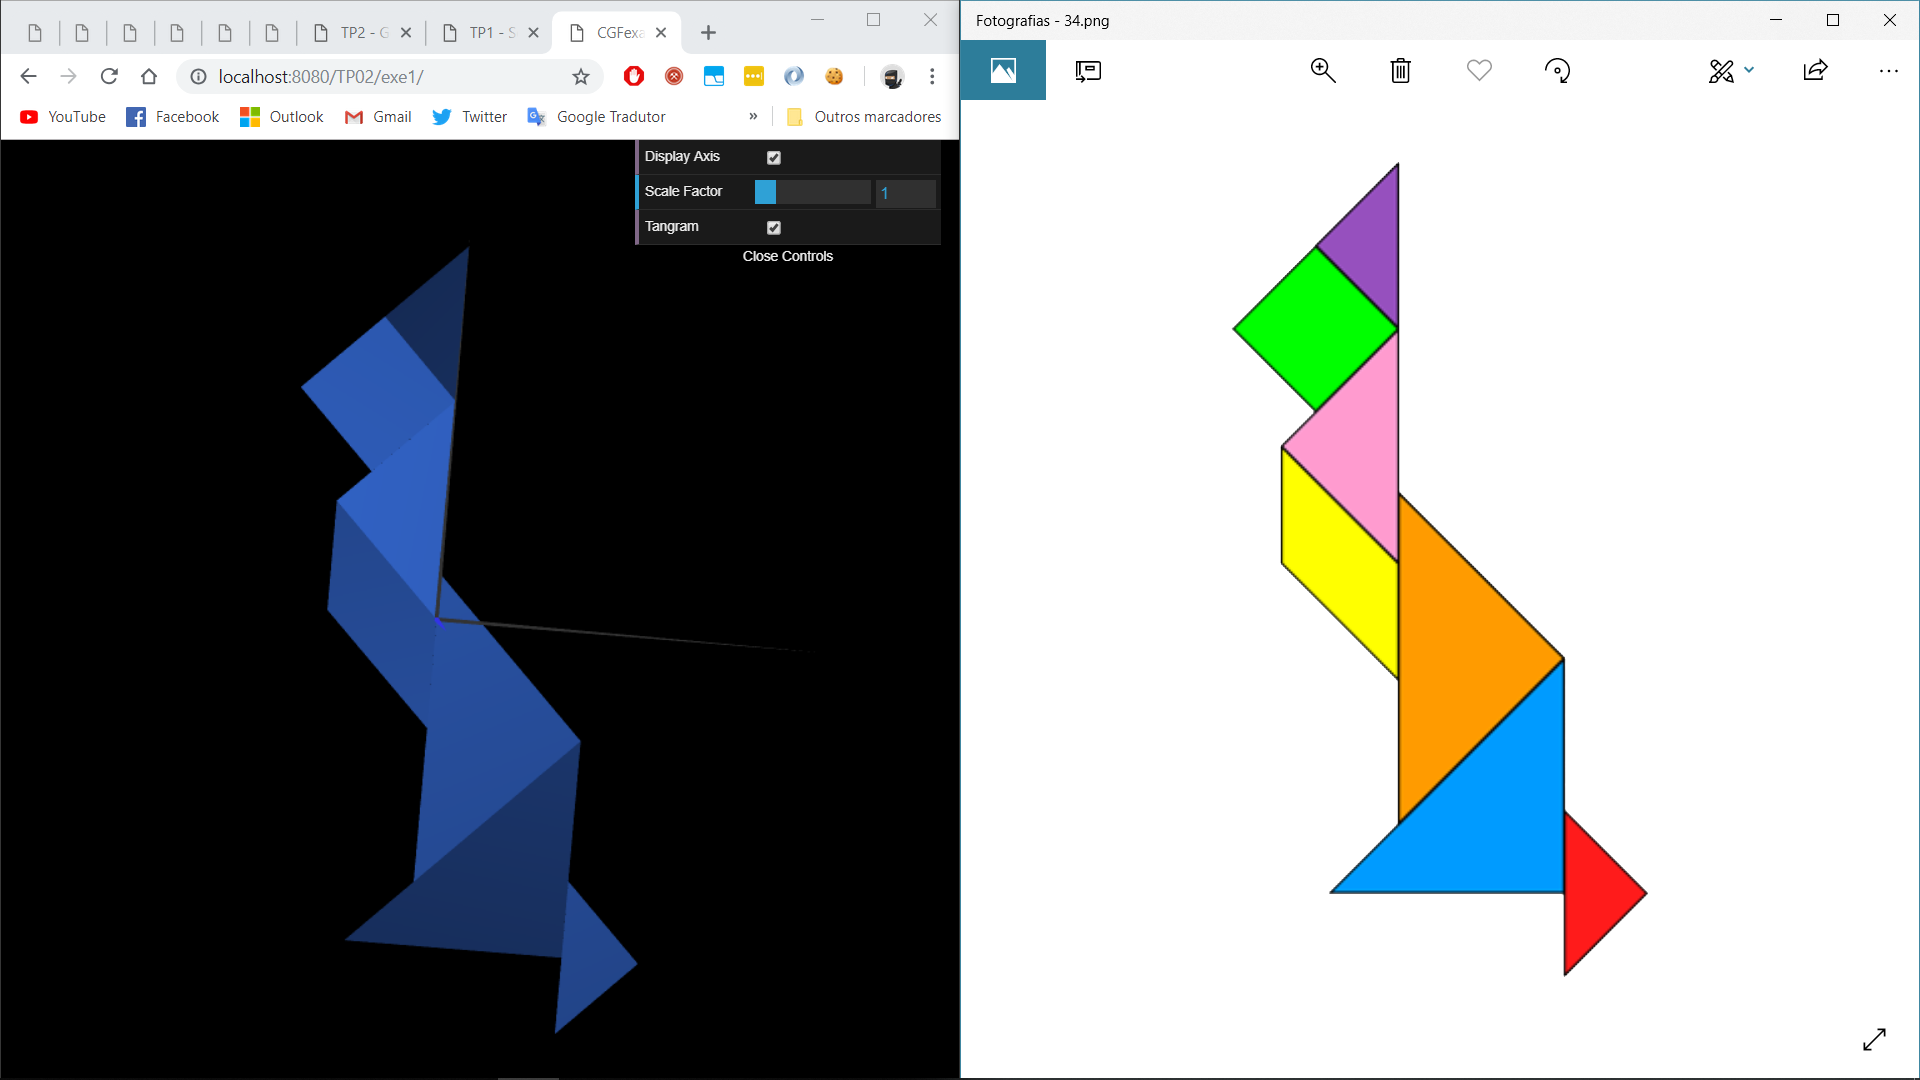 TP2 - G
TP1 - S
CGFexa
localhost:8080/TP02/exe1/
YouTube
Facebook
Outlook
Gmail
Twitter
Google Tradutor
»
Outros marcadores
Display Axis
Scale Factor
1
Tangram
Close Controls
Fotografias - 34.png